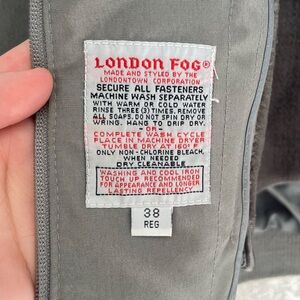 LONDON FOG®
MADE AND STYLED BY THE
LONDONTOWN CORPORATION
SECURE ALL FASTENERS
MACHINE WASH SEPARATELY
WITH WARM OR COLD WATER
RINSE THREE (3) TIMES. REMOVE
ALL SOAPS. DO NOT SPIN DRY OR
WRING. HANG TO DRIP DRY.
-OR-
COMPLETE WASH CYCLE
PLACE IN MACHINE DRYER
TUMBLE DRY AT 160° F
ONLY NON-CHLORINE BLEACH,
WHEN NEEDED
DRY CLEANABLE
WASHING AND COOL IRON
TOUCH UP RECOMMENDED
FOR APPEARANCE AND LONGER
LASTING REPELLENCY.
38
REG